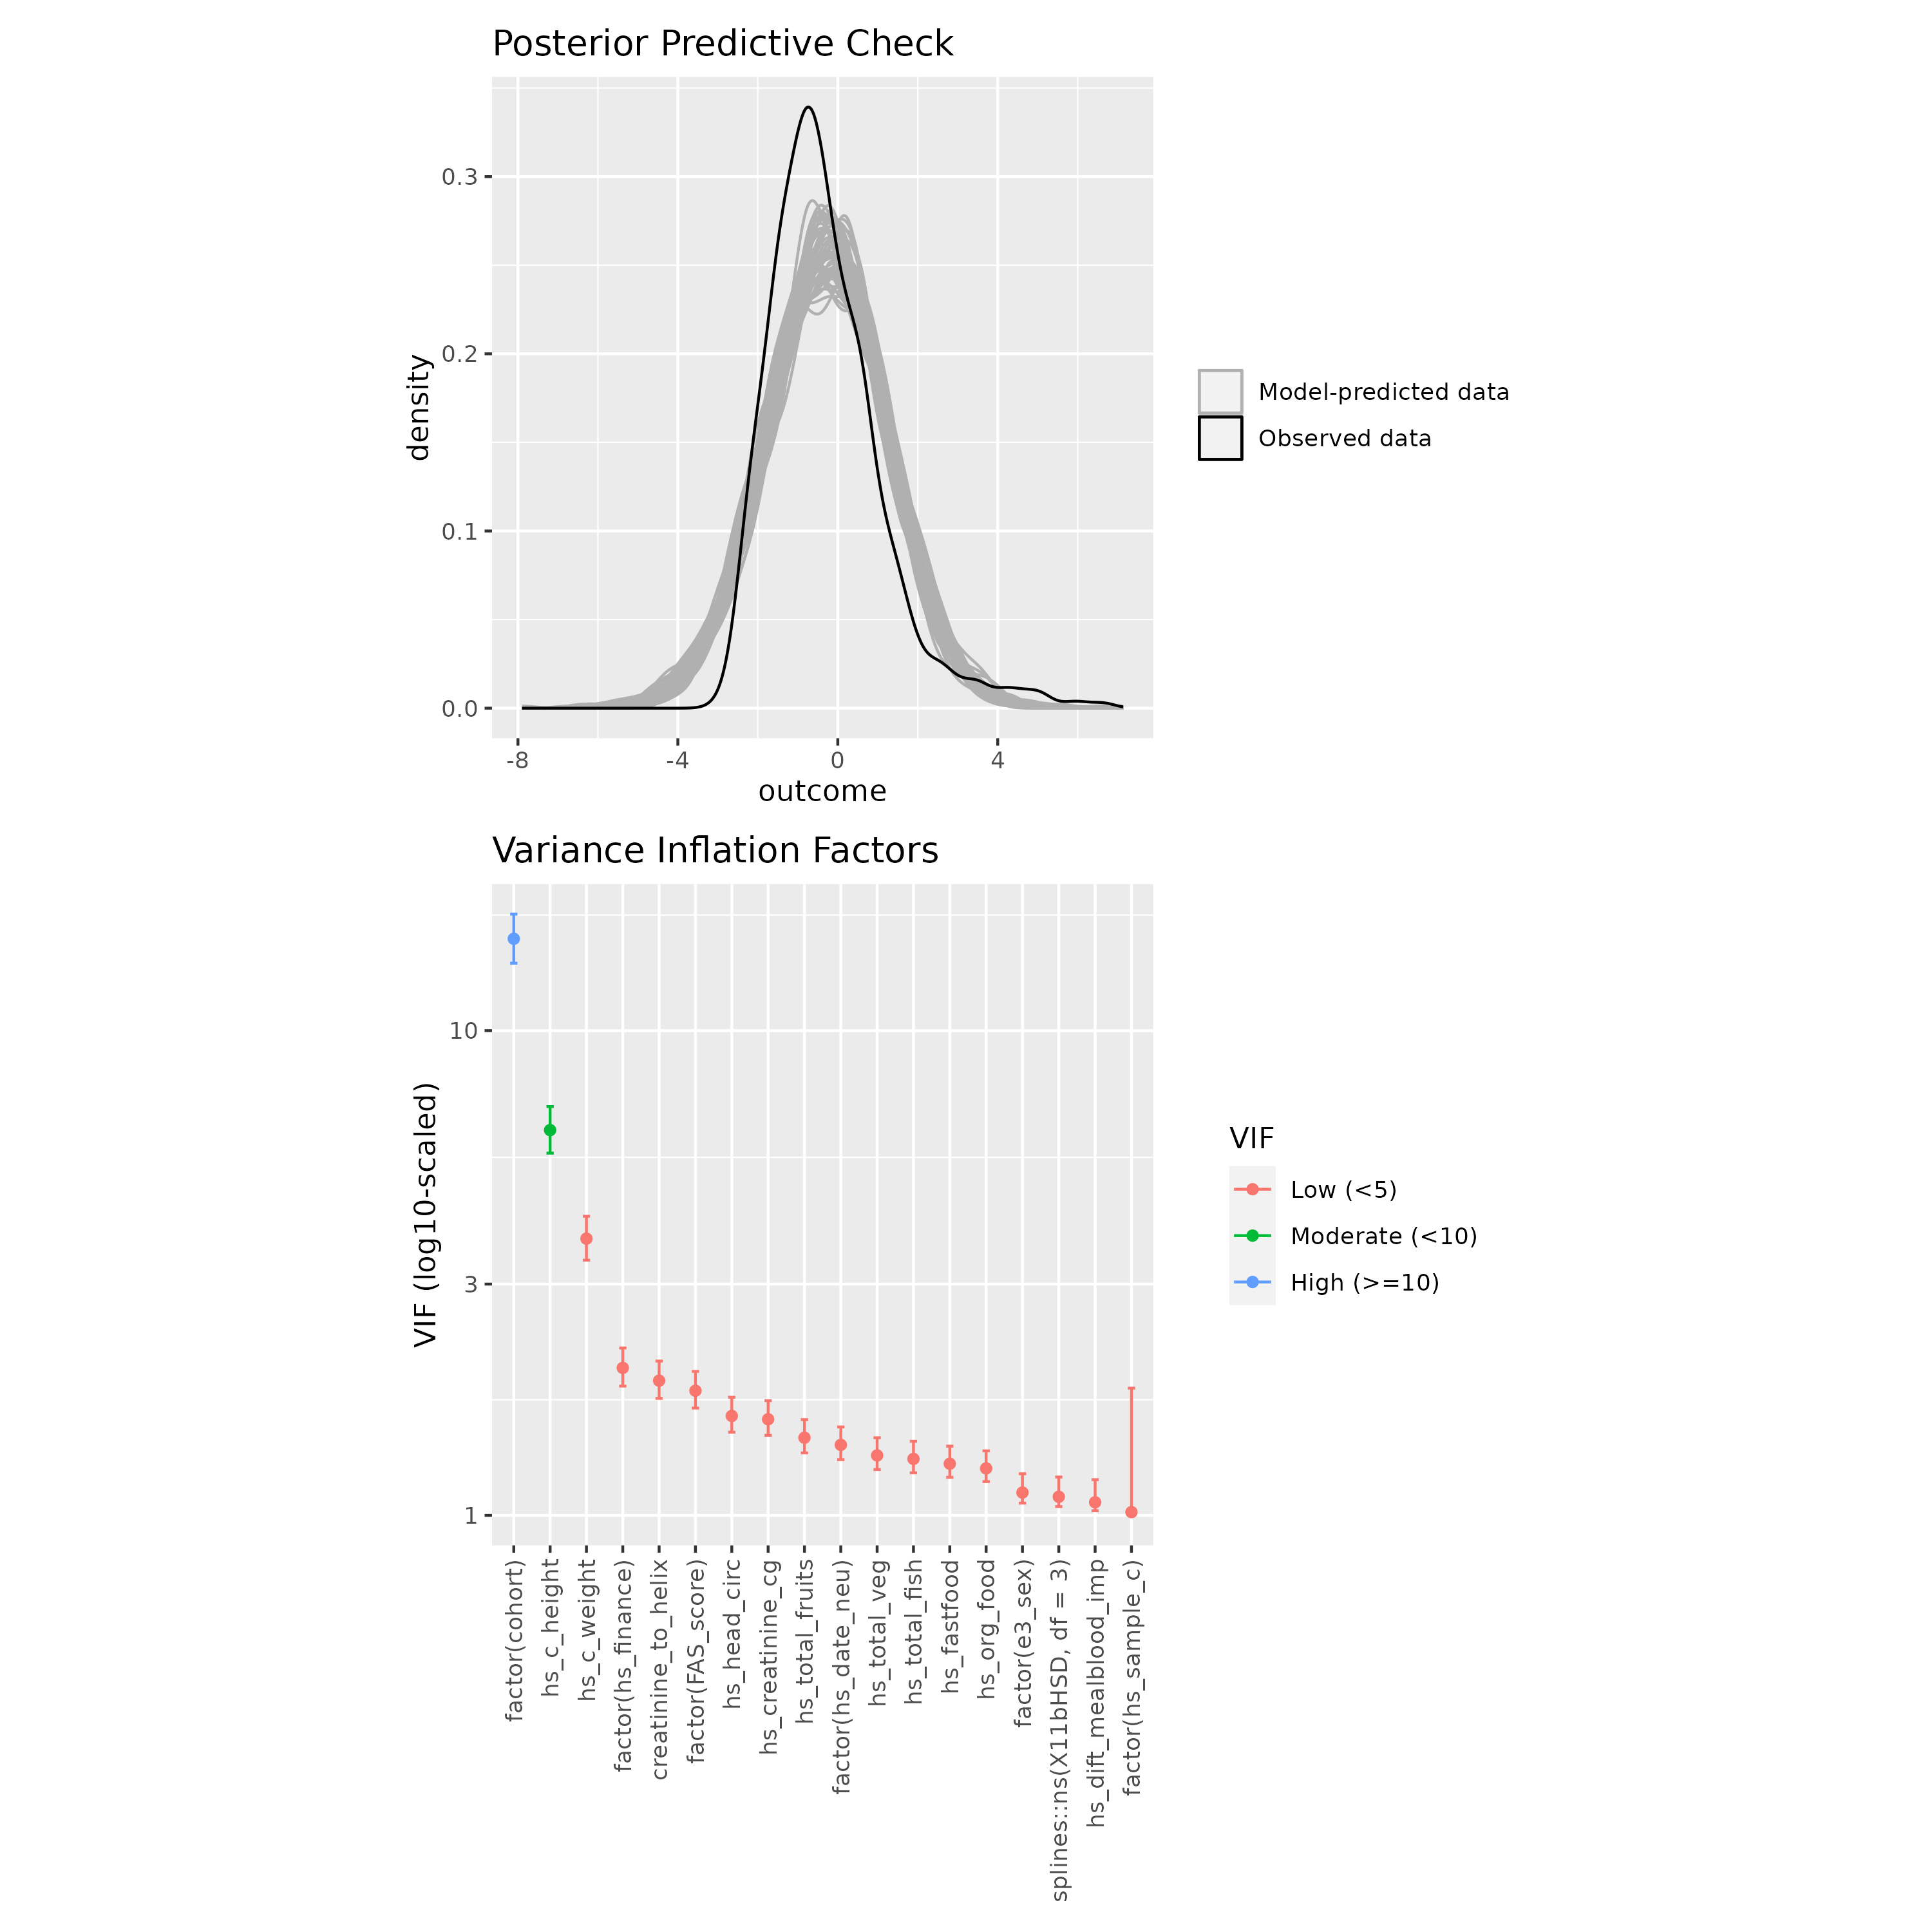 Posterior Predictive Check
density
0.3
0.2
0.1
0.0
-8
-4
0
4
outcome
Model-predicted data
Observed data
Variance Inflation Factors
VIF (log10-scaled)
10
3
1
factor(cohort)
hs_c_height
hs_c_weight
factor(hs_finance)
creatinine_to_helix
factor(FAS_score)
hs_head_circ
hs_creatinine_cg
hs_total_fruits
factor(hs_date_neu)
hs_total_veg
hs_total_fish
hs_fastfood
hs_org_food
factor(e3_sex)
splines::ns(X11bHSD, df = 3)
hs_dift_mealblood_imp
factor(hs_sample_c)
VIF
Low (<5)
Moderate (<10)
High (>=10)